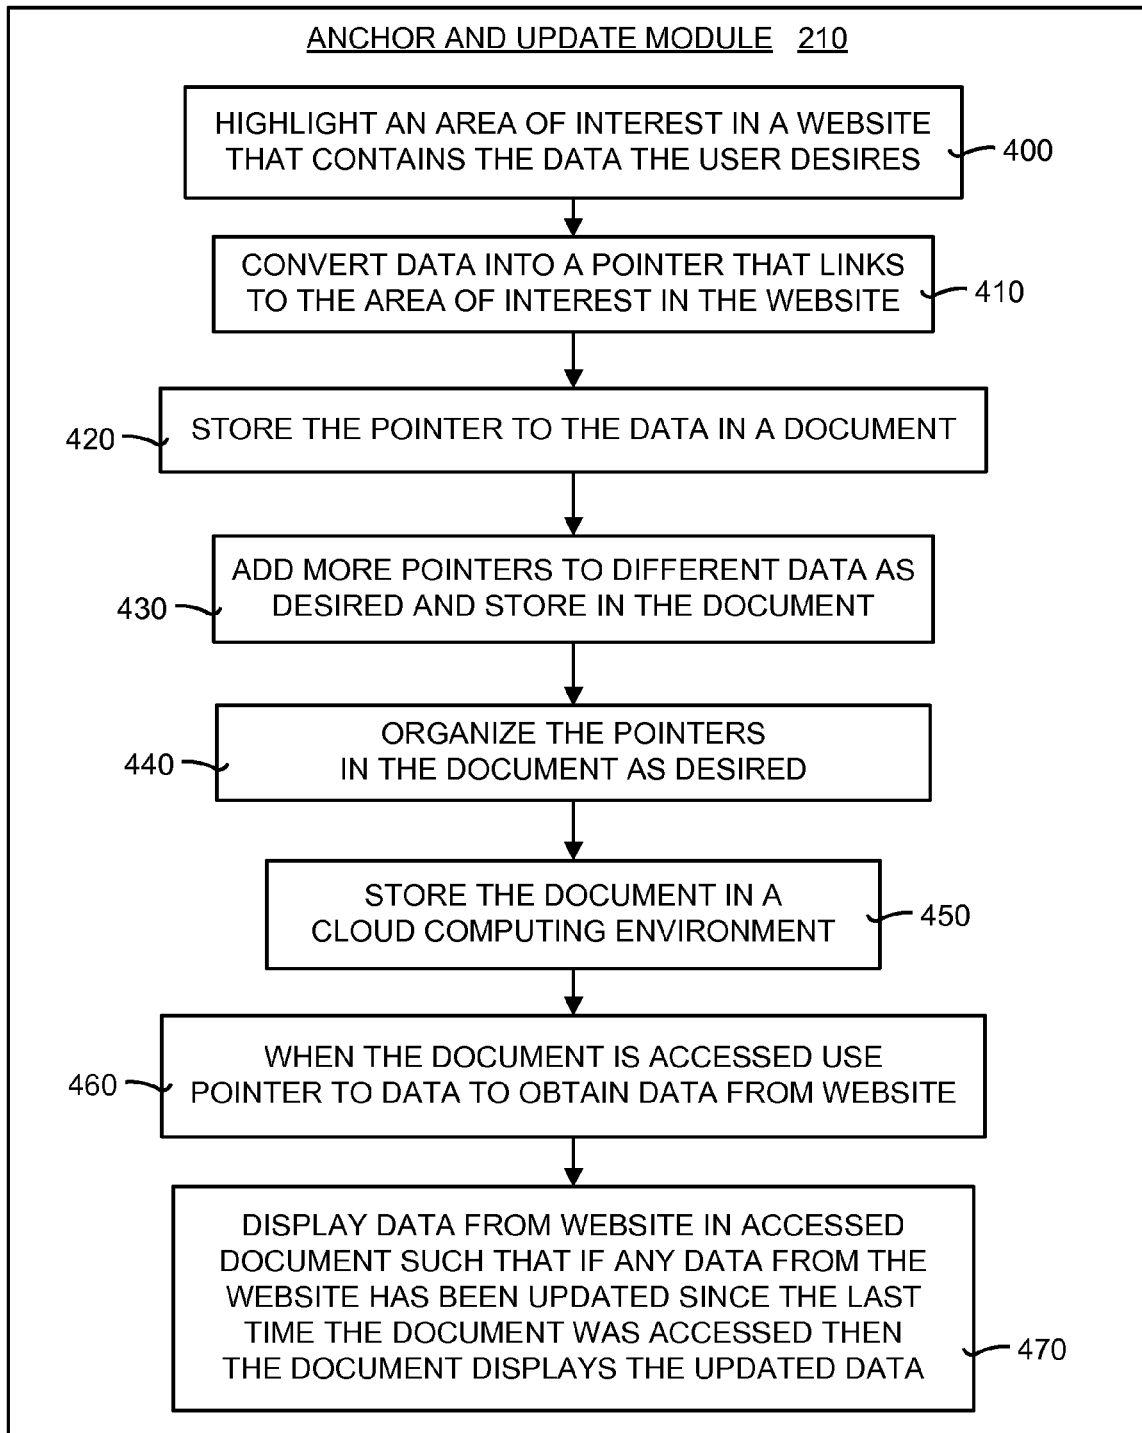 ANCHOR AND UPDATE MODULE 210
HIGHLIGHT AN AREA OF INTEREST IN A WEBSITE
THAT CONTAINS THE DATA THE USER DESIRES
400
CONVERT DATA INTO A POINTER THAT LINKS
TO THE AREA OF INTEREST IN THE WEBSITE
410
STORE THE POINTER TO THE DATA IN A DOCUMENT
420
ADD MORE POINTERS TO DIFFERENT DATA AS
DESIRED AND STORE IN THE DOCUMENT
430
ORGANIZE THE POINTERS
IN THE DOCUMENT AS DESIRED
440
STORE THE DOCUMENT IN A
CLOUD COMPUTING ENVIRONMENT
450
WHEN THE DOCUMENT IS ACCESSED USE
POINTER TO DATA TO OBTAIN DATA FROM WEBSITE
460
DISPLAY DATA FROM WEBSITE IN ACCESSED
DOCUMENT SUCH THAT IF ANY DATA FROM THE
WEBSITE HAS BEEN UPDATED SINCE THE LAST
TIME THE DOCUMENT WAS ACCESSED THEN
THE DOCUMENT DISPLAYS THE UPDATED DATA
470